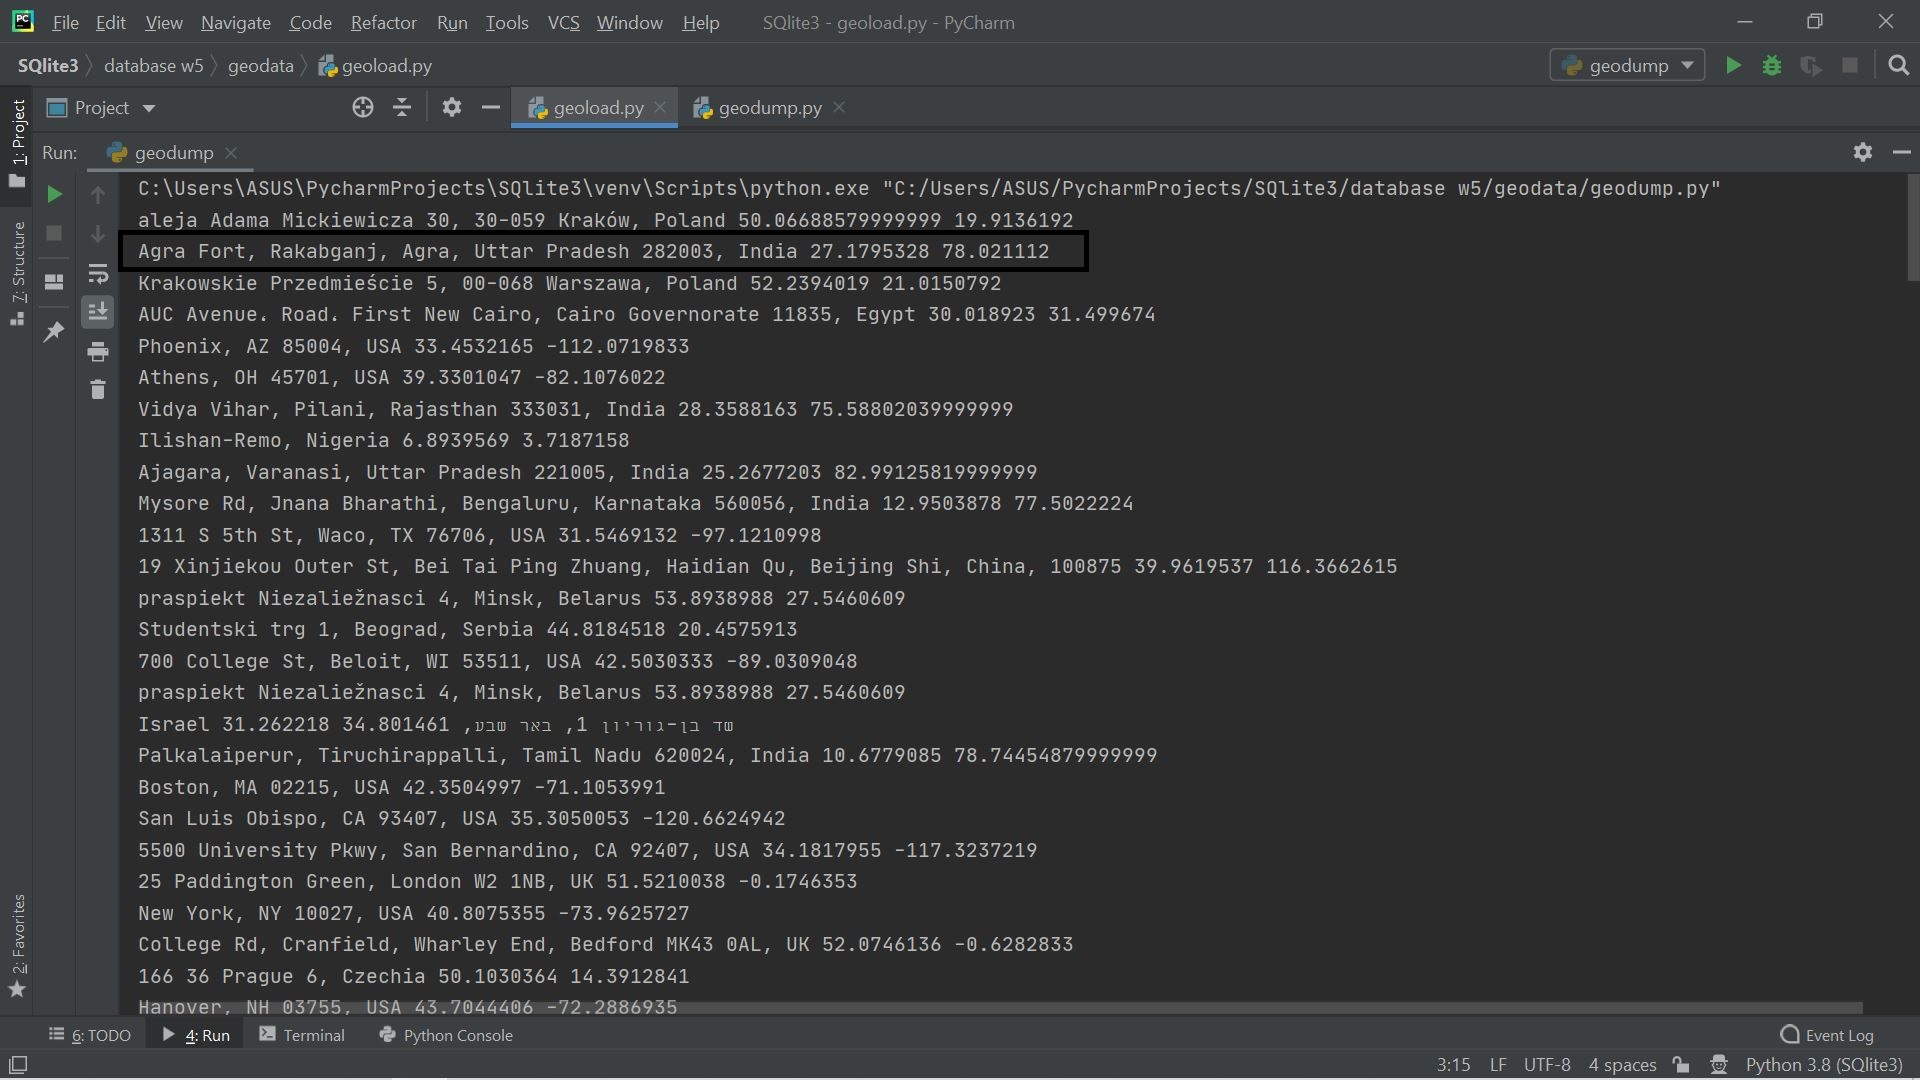 File Edit View Navigate Code Refactor Run Tools VCS Window Help SQlite3 - geoload.py - PyCharm
SQlite3 database w5 geodata geoload.py geodump
Project geoload.py geodump.py
1: Project
Run: geodump
C:\Users\ASUS\PycharmProjects\SQlite3\venv\Scripts\python.exe "C:/Users/ASUS/PycharmProjects/SQlite3/database w5/geodata/geodump.py"
aleja Adama Mickiewicza 30, 30-059 Kraków, Poland 50.06688579999999 19.9136192
Agra Fort, Rakabganj, Agra, Uttar Pradesh 282003, India 27.1795328 78.021112
7: Structure
Krakowskie Przedmieście 5, 00-068 Warszawa, Poland 52.2394019 21.0150792
AUC Avenue. Road. First New Cairo, Cairo Governorate 11835, Egypt 30.018923 31.499674
Phoenix, AZ 85004, USA 33.4532165 -112.0719833
Athens, OH 45701, USA 39.3301047 -82.1076022
Vidya Vihar, Pilani, Rajasthan 333031, India 28.3588163 75.58802039999999
Ilishan-Remo, Nigeria 6.8939569 3.7187158
Ajagara, Varanasi, Uttar Pradesh 221005, India 25.2677203 82.99125819999999
Mysore Rd, Jnana Bharathi, Bengaluru, Karnataka 560056, India 12.9503878 77.5022224
1311 S 5th St, Waco, TX 76706, USA 31.5469132 -97.1210998
19 Xinjiekou Outer St, Bei Tai Ping Zhuang, Haidian Qu, Beijing Shi, China, 100875 39.9619537 116.3662615
praspiekt Niezaliežnasci 4, Minsk, Belarus 53.8938988 27.5460609
Studentski trg 1, Beograd, Serbia 44.8184518 20.4575913
700 College St, Beloit, WI 53511, USA 42.5030333 -89.0309048
praspiekt Niezaliežnasci 4, Minsk, Belarus 53.8938988 27.5460609
שד בן-גוריון 1, באר שבע, Israel 31.262218 34.801461
Palkalaiperur, Tiruchirappalli, Tamil Nadu 620024, India 10.6779085 78.74454879999999
Boston, MA 02215, USA 42.3504997 -71.1053991
San Luis Obispo, CA 93407, USA 35.3050053 -120.6624942
5500 University Pkwy, San Bernardino, CA 92407, USA 34.1817955 -117.3237219
25 Paddington Green, London W2 1NB, UK 51.5210038 -0.1746353
New York, NY 10027, USA 40.8075355 -73.9625727
2: Favorites
College Rd, Cranfield, Wharley End, Bedford MK43 0AL, UK 52.0746136 -0.6282833
166 36 Prague 6, Czechia 50.1030364 14.3912841
Hanover, NH 03755, USA 43.7044406 -72.2886935
6: TODO 4: Run Terminal Python Console Event Log
3:15 LF UTF-8 4 spaces Python 3.8 (SQlite3)